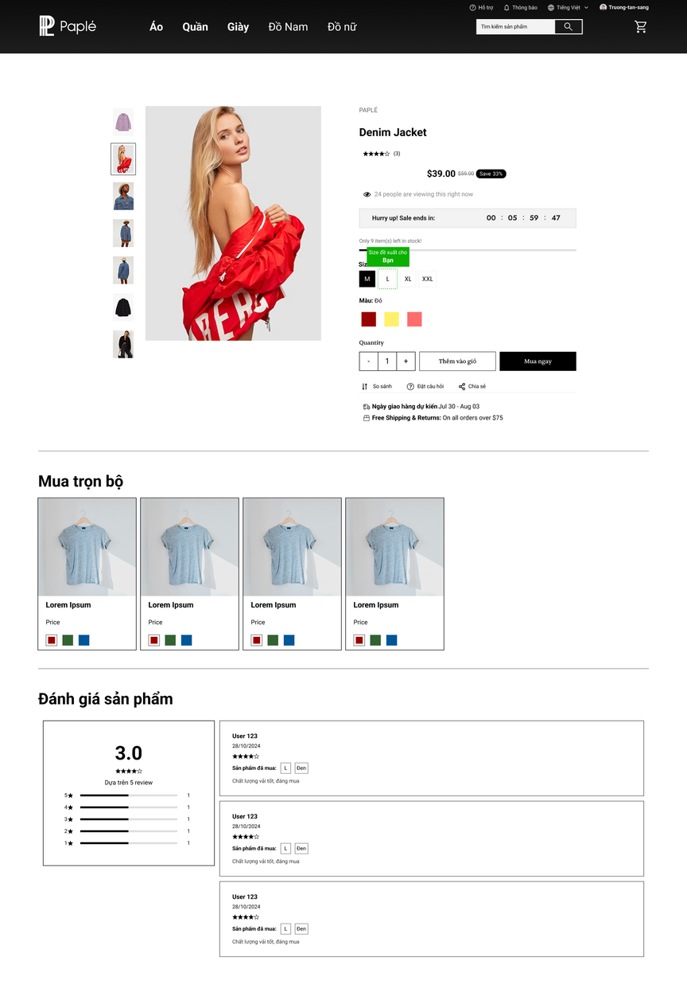 Hỗ trợ Thông báo Tiếng Việt Truong-tan-sang
Paplé Áo Quần Giày Đồ Nam Đồ nữ Tìm kiếm sản phẩm
PAPLÉ
Denim Jacket
(3)
$39.00 $59.00 Save 33%
24 people are viewing this right now
Hurry up! Sale ends in: 00 : 05 : 59 : 47
Only 9 item(s) left in stock!
Size đề xuất cho
Bạn
M L XL XXL
Màu: Đỏ
Quantity
- 1 + Thêm vào giỏ Mua ngay
So sánh Đặt câu hỏi Chia sẻ
Ngày giao hàng dự kiến Jul 30 - Aug 03
Free Shipping & Returns: On all orders over $75
BERG
Mua trọn bộ
Lorem Ipsum Lorem Ipsum Lorem Ipsum Lorem Ipsum
Price Price Price Price
Đánh giá sản phẩm
3.0
Dựa trên 5 review
5 1
4 1
3 1
2 1
1 1
User 123
28/10/2024
Sản phẩm đã mua: L Đen
Chất lượng vải tốt, đáng mua
User 123
28/10/2024
Sản phẩm đã mua: L Đen
Chất lượng vải tốt, đáng mua
User 123
28/10/2024
Sản phẩm đã mua: L Đen
Chất lượng vải tốt, đáng mua